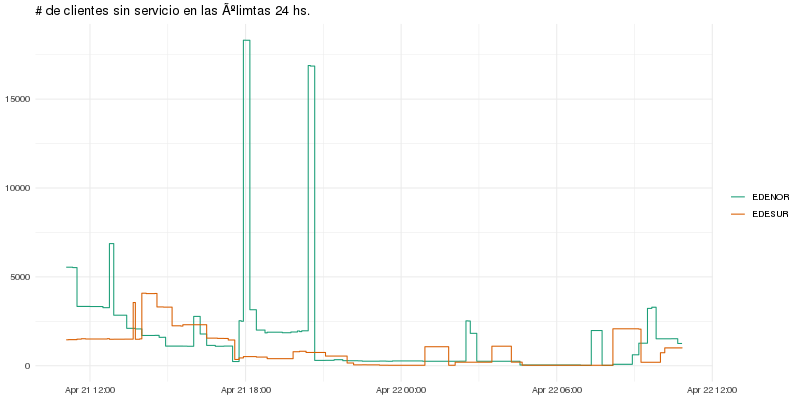 # de clientes sin servicio en las Ãºlimtas 24 hs.
15000
10000
5000
0
EDENOR
EDESUR
Apr 21 12:00
Apr 21 18:00
Apr 22 00:00
Apr 22 06:00
Apr 22 12:00